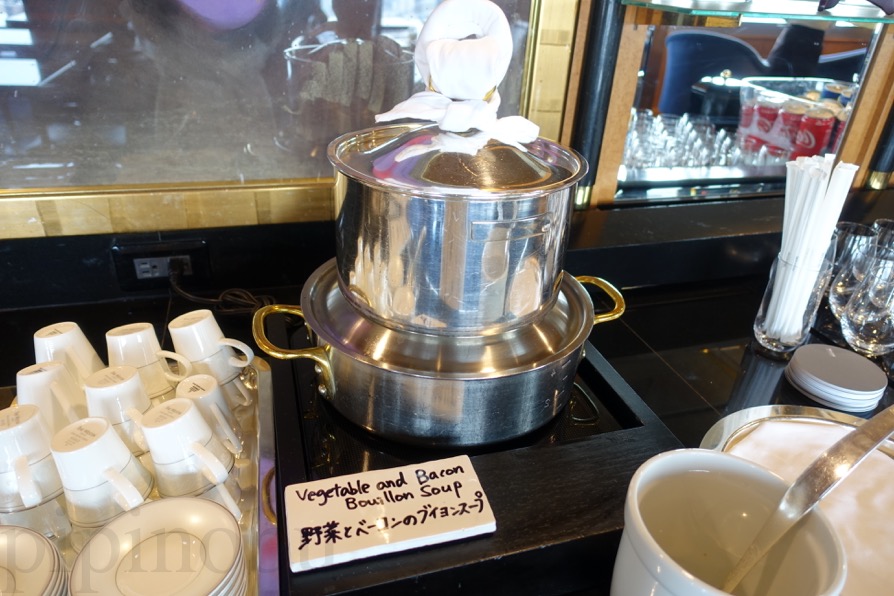 Vegetable and Bacon
Bouillon Soup
野菜とベーコンのブイヨンスープ